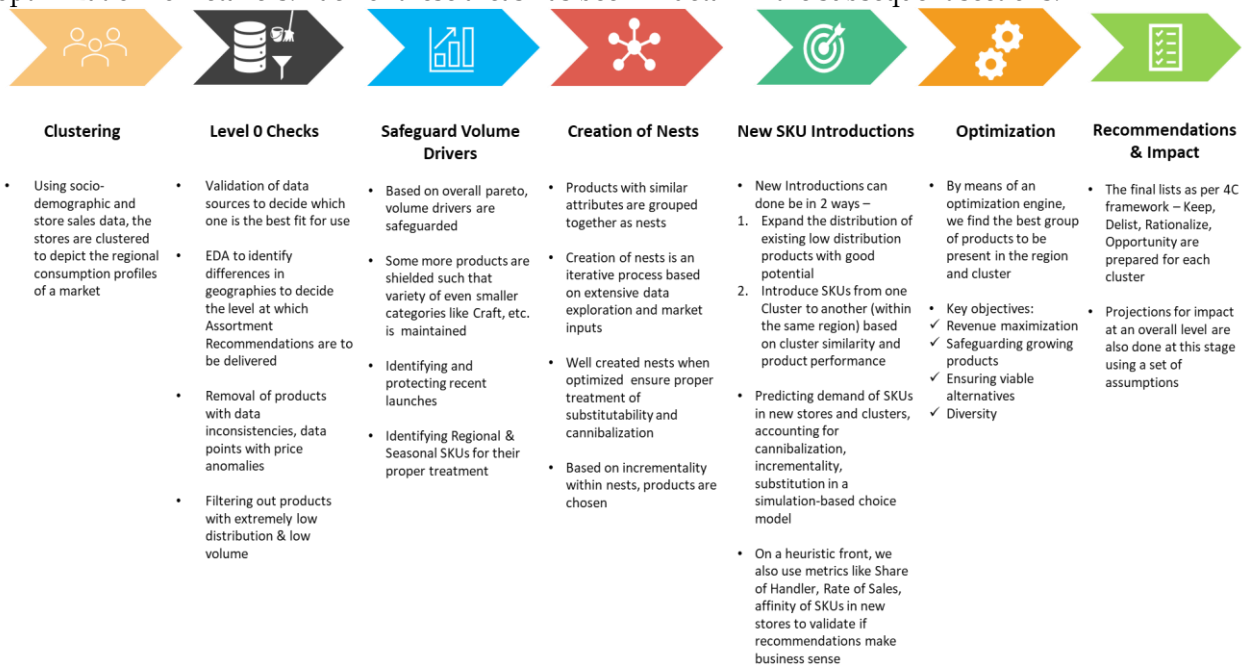 Clustering
• Using socio-
demographic and
store sales data, the
stores are clustered
to depict the regional
consumption profiles
of a market
Level 0 Checks
• Validation of data
sources to decide which
one is the best fit for use
• EDA to identify
differences in
geographies to decide
the level at which
Assortment
Recommendations are to
be delivered
• Removal of products
with data
inconsistencies, data
points with price
anomalies
• Filtering out products
with extremely low
distribution & low
volume
Safeguard Volume
Drivers
• Based on overall pareto,
volume drivers are
safeguarded
• Some more products are
shielded such that
variety of even smaller
categories like Craft, etc.
is maintained
• Identifying and
protecting recent
launches
• Identifying Regional &
Seasonal SKUs for their
proper treatment
Creation of Nests
• Products with similar
attributes are grouped
together as nests
• Creation of nests is an
iterative process based
on extensive data
exploration and market
inputs
• Well created nests when
optimized ensure proper
treatment of
substitutability and
cannibalization
• Based on incrementality
within nests, products are
chosen
New SKU Introductions
• New Introductions can
done be in 2 ways –
1. Expand the distribution of
existing low distribution
products with good
potential
2. Introduce SKUs from one
Cluster to another (within
the same region) based
on cluster similarity and
product performance
• Predicting demand of SKUs
in new stores and clusters,
accounting for
cannibalization,
incrementality,
substitution in a
simulation-based choice
model
• On a heuristic front, we
also use metrics like Share
of Handler, Rate of Sales,
affinity of SKUs in new
stores to validate if
recommendations make
business sense
Optimization
• By means of an
optimization engine,
we find the best group
of products to be
present in the region
and cluster
• Key objectives:
✓ Revenue maximization
✓ Safeguarding growing
products
✓ Ensuring viable
alternatives
✓ Diversity
Recommendations
& Impact
• The final lists as per 4C
framework – Keep,
Delist, Rationalize,
Opportunity are
prepared for each
cluster
• Projections for impact
at an overall level are
also done at this stage
using a set of
assumptions